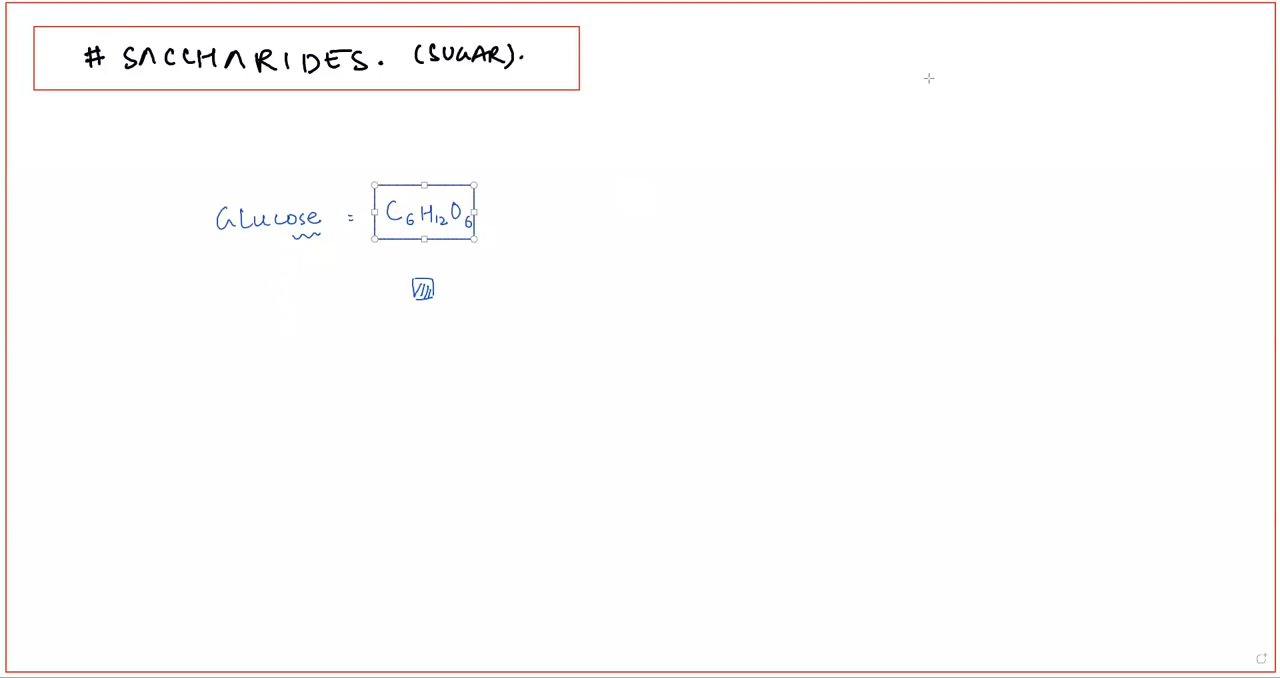 # SACCHARIDES. (SUGAR).
Glucose = C₆H₁₂O₆